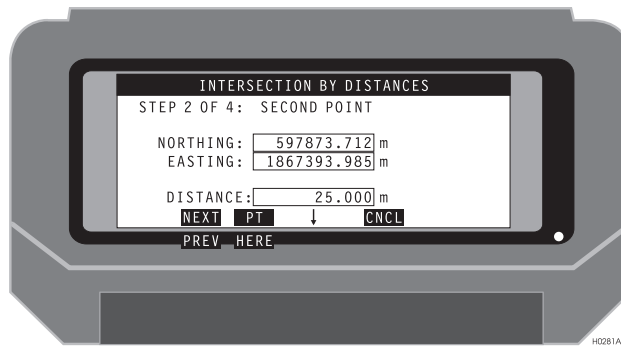 INTERSECTION BY DISTANCES
STEP 2 OF 4: SECOND POINT
NORTHING: 597873.712 m
EASTING: 1867393.985 m
DISTANCE: 25.000 m
NEXT PT ↓ CNCL
PREV HERE
H0281A